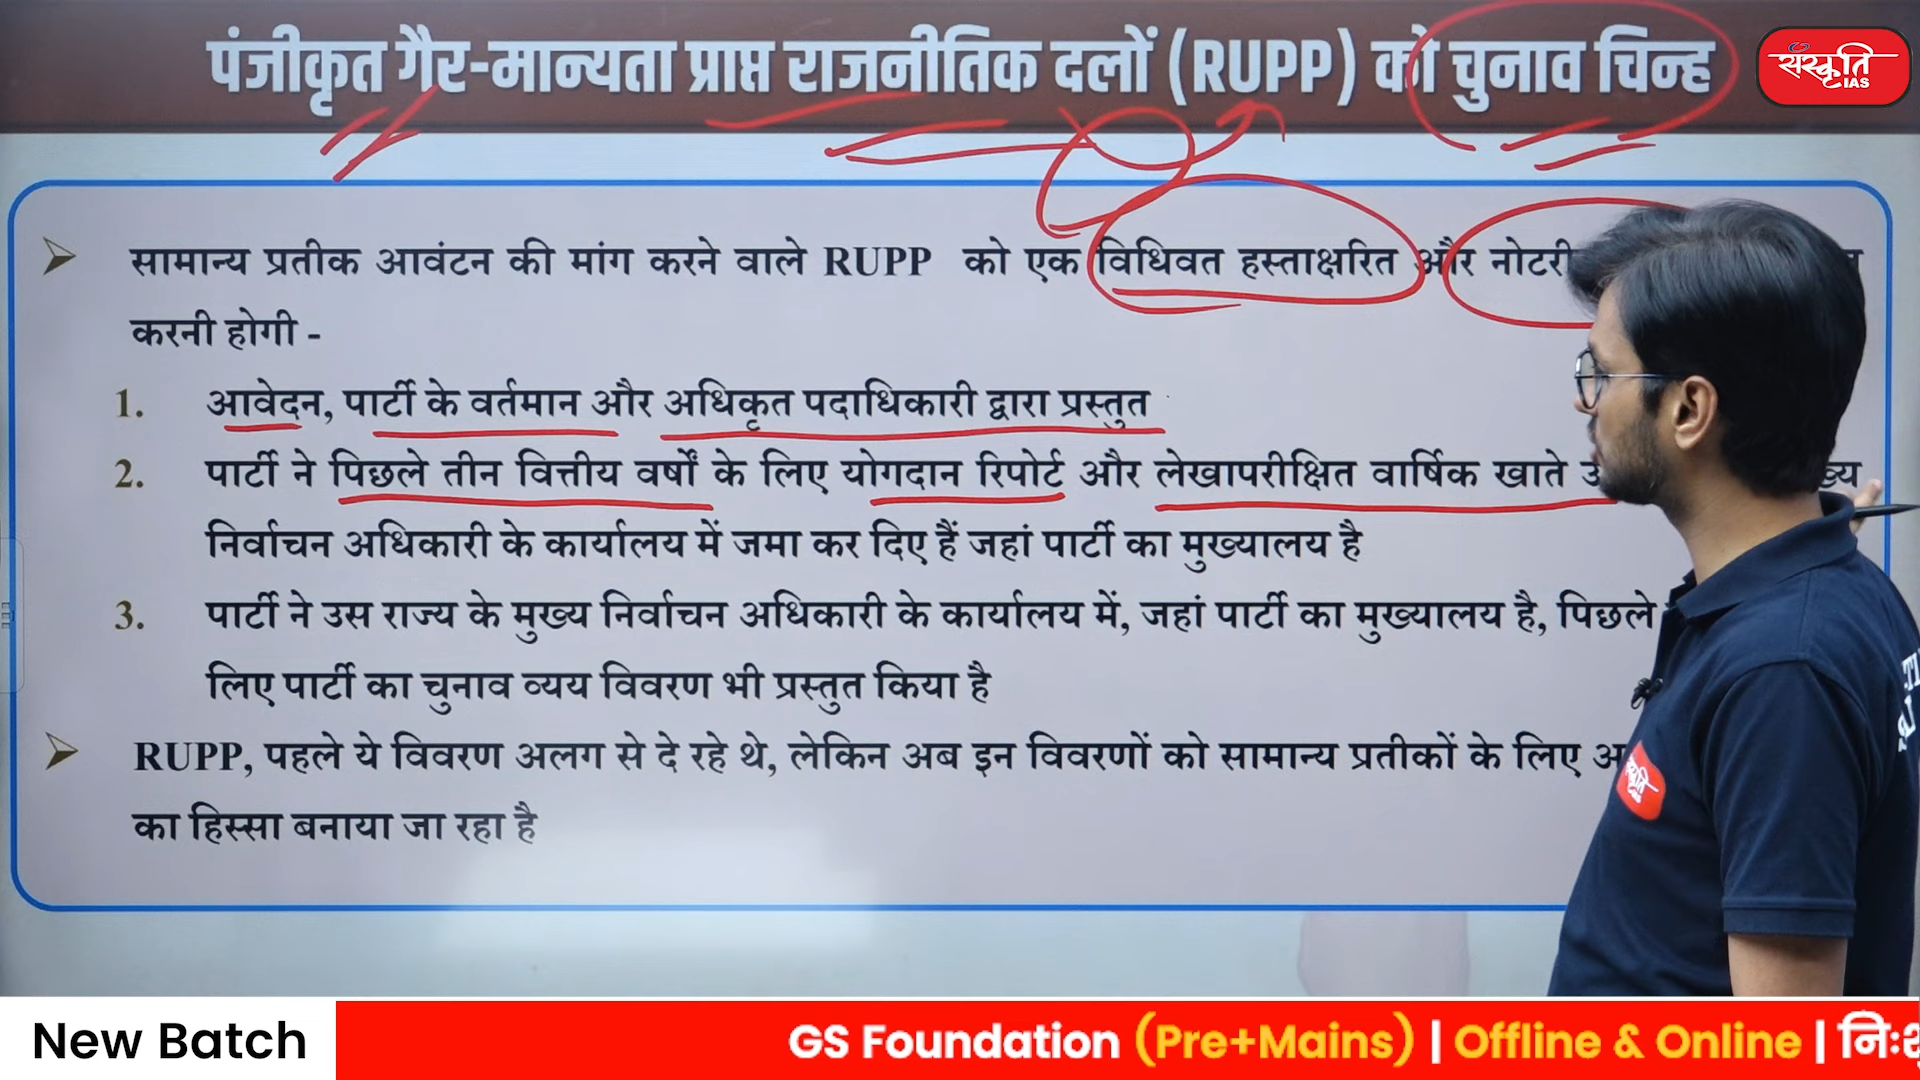 पंजीकृत गैर-मान्यता प्राप्त राजनीतिक दलों (RUPP) को चुनाव चिन्ह
संस्कृति
IAS
सामान्य प्रतीक आवंटन की मांग करने वाले RUPP को एक विधिवत हस्ताक्षरित और
करनी होगी -
1. आवेदन, पार्टी के वर्तमान और अधिकृत पदाधिकारी द्वारा प्रस्तुत
2. पार्टी ने पिछले तीन वित्तीय वर्षों के लिए योगदान रिपोर्ट और लेखापरीक्षित वार्षिक खाते
निर्वाचन अधिकारी के कार्यालय में जमा कर दिए हैं जहां पार्टी का मुख्यालय है
3. पार्टी ने उस राज्य के मुख्य निर्वाचन अधिकारी के कार्यालय में, जहां पार्टी का मुख्यालय है, पिछले
लिए पार्टी का चुनाव व्यय विवरण भी प्रस्तुत किया है
RUPP, पहले ये विवरण अलग से दे रहे थे, लेकिन अब इन विवरणों को सामान्य प्रतीकों के लिए
का हिस्सा बनाया जा रहा है
New Batch GS Foundation (Pre+Mains) | Offline & Online |